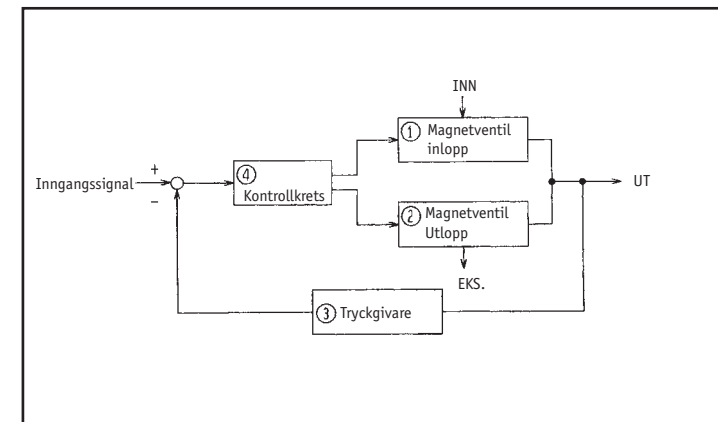 INN
① Magnetventil
inlopp
+
④
Inngangssignal
Kontrollkrets
UT
−
② Magnetventil
Utlopp
EKS.
③ Tryckgivare